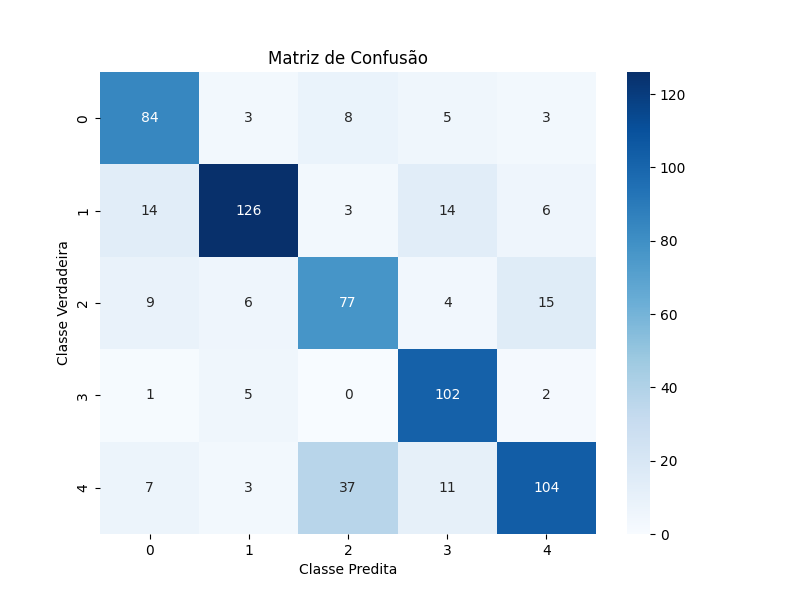 Matriz de Confusão
0 84 3 8 5 3
1 14 126 3 14 6
2 9 6 77 4 15
3 1 5 0 102 2
4 7 3 37 11 104
0 1 2 3 4
Classe Predita
Classe Verdadeira
120
100
80
60
40
20
0